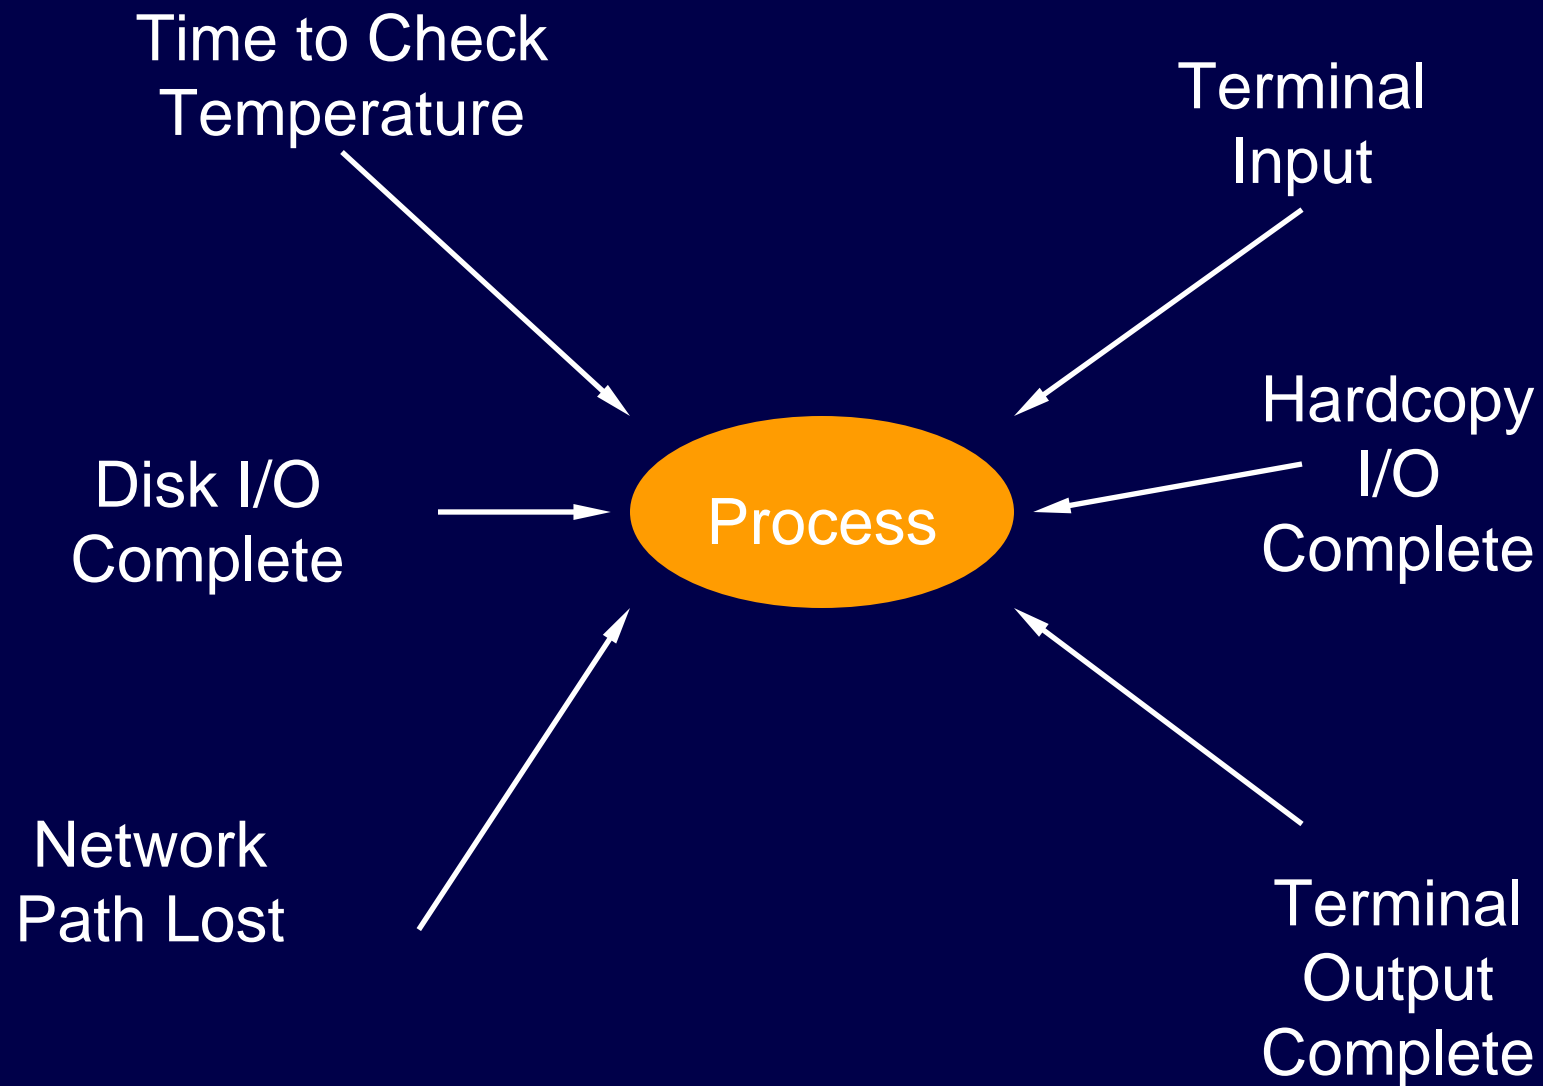 Time to Check
Temperature
Terminal
Input
Hardcopy
I/O
Complete
Disk I/O
Complete
Process
Network
Path Lost
Terminal
Output
Complete